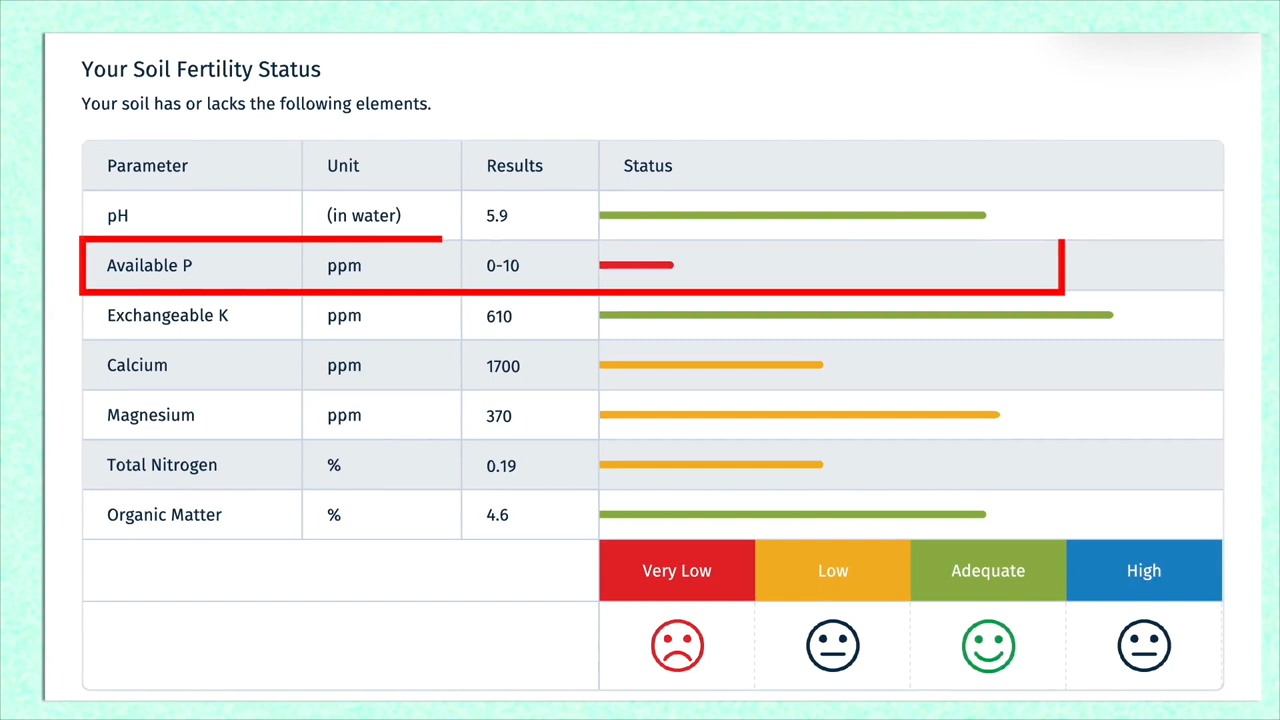 Your Soil Fertility Status
Your soil has or lacks the following elements.
Parameter Unit Results Status
pH (in water) 5.9
Available P ppm 0-10
Exchangeable K ppm 610
Calcium ppm 1700
Magnesium ppm 370
Total Nitrogen % 0.19
Organic Matter % 4.6
Very Low Low Adequate High